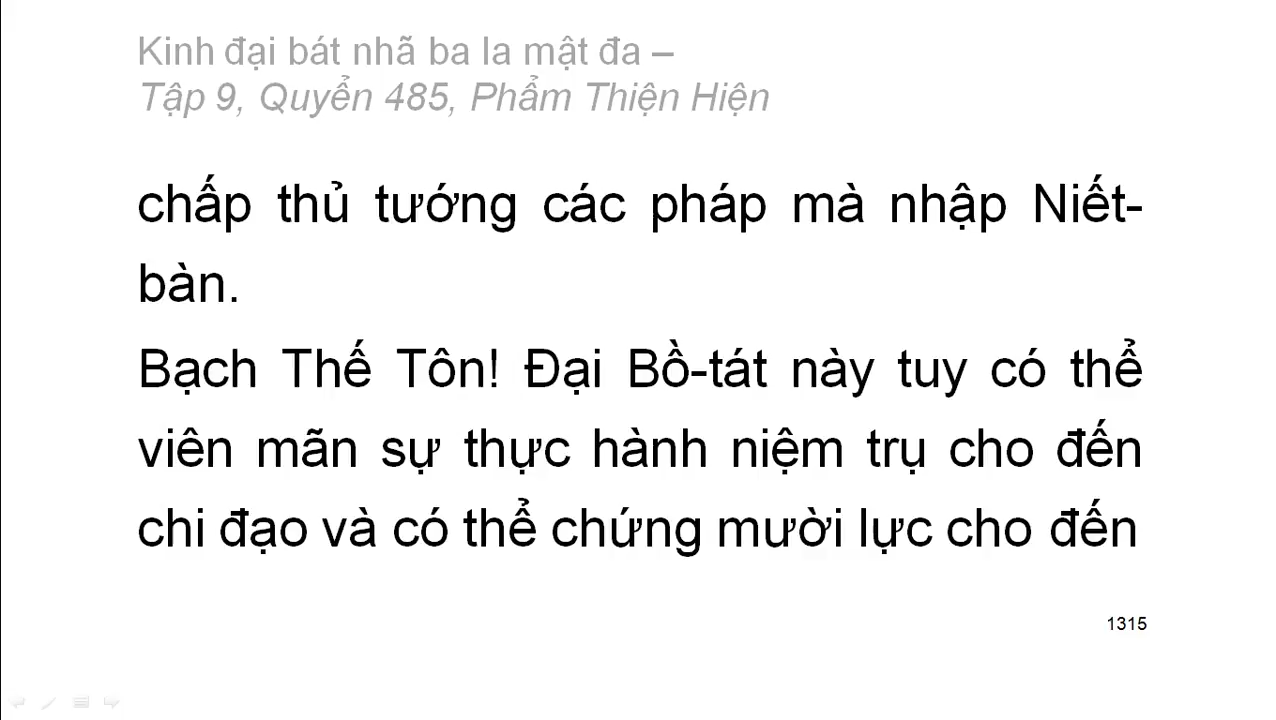 Kinh đại bát nhã ba la mật đa –
Tập 9, Quyển 485, Phẩm Thiện Hiện
chấp thủ tướng các pháp mà nhập Niết-
bàn.
Bạch Thế Tôn! Đại Bồ-tát này tuy có thể
viên mãn sự thực hành niệm trụ cho đến
chi đạo và có thể chứng mười lực cho đến
1315